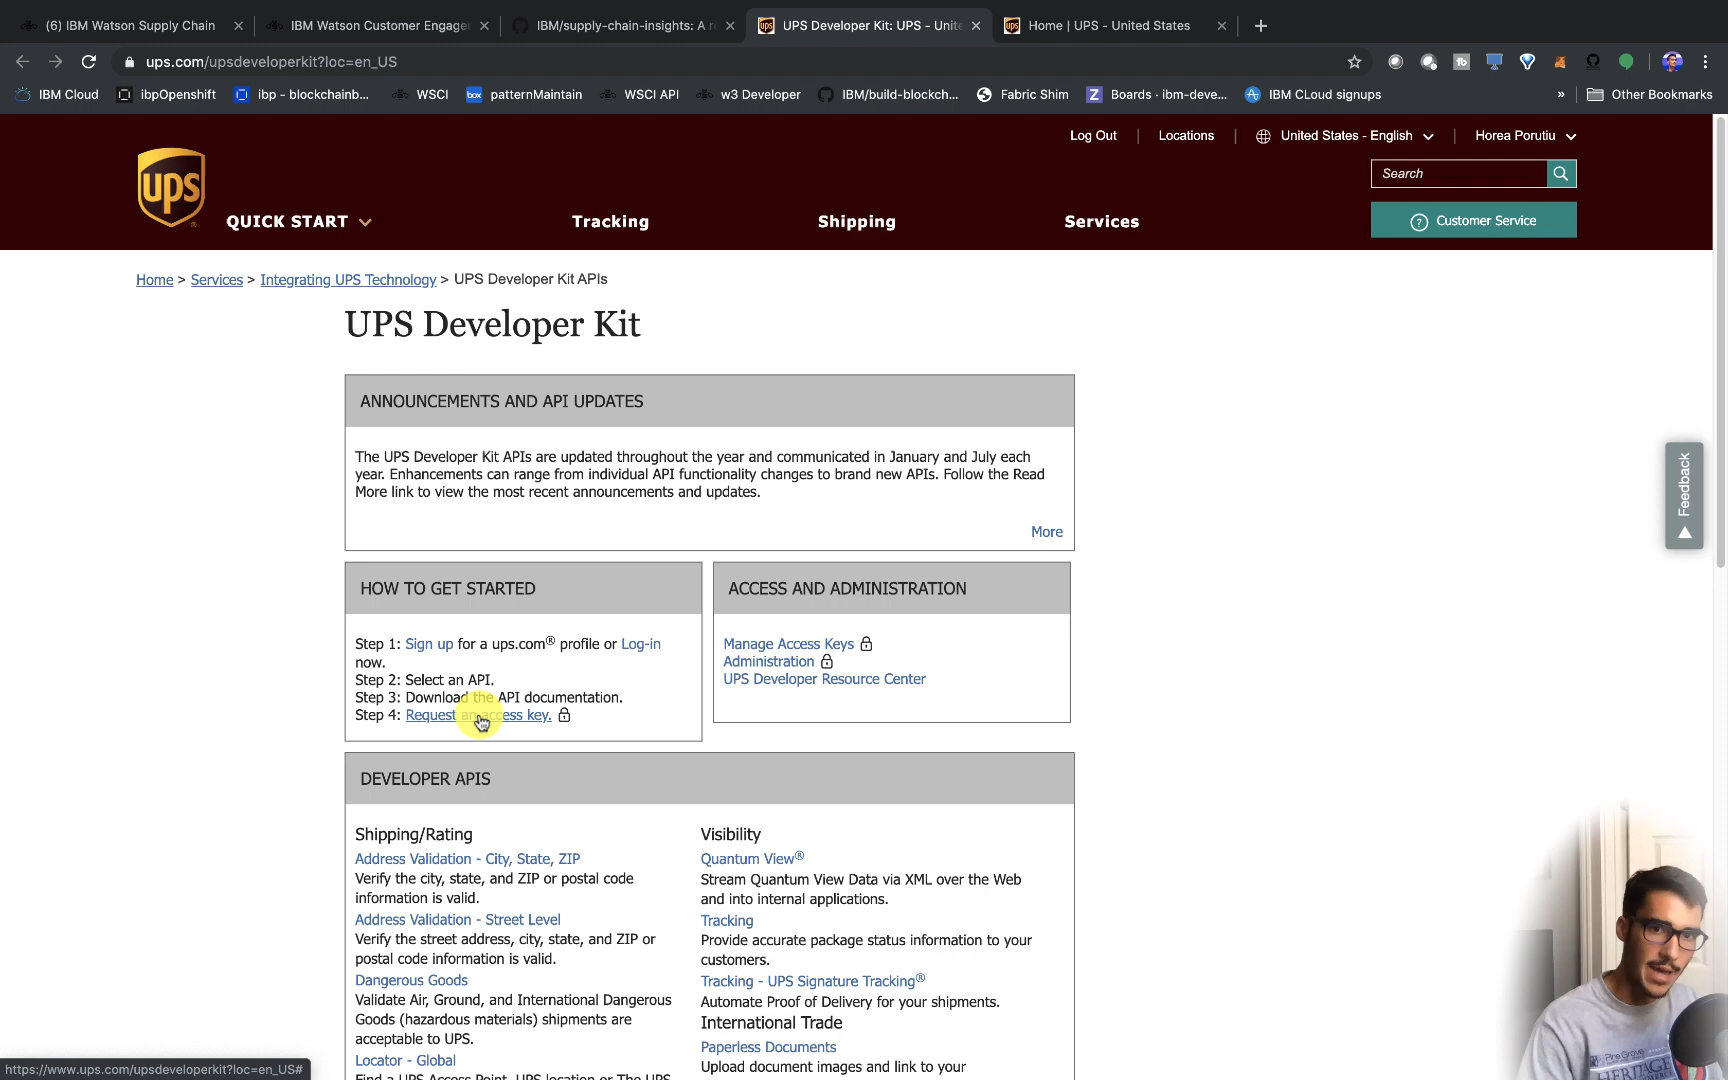 (6) IBM Watson Supply Chain
IBM Watson Customer Engagem
IBM/supply-chain-insights: A r
UPS Developer Kit: UPS - Unite
Home | UPS - United States
ups.com/upsdeveloperkit?loc=en_US
IBM Cloud
ibpOpenshift
ibp - blockchainb...
WSCI
patternMaintain
WSCI API
w3 Developer
IBM/build-blockch...
Fabric Shim
Boards · ibm-deve...
IBM CLoud signups
»
Other Bookmarks
Log Out
Locations
United States - English
Horea Porutiu
Search
ups
QUICK START
Tracking
Shipping
Services
? Customer Service
Home > Services > Integrating UPS Technology > UPS Developer Kit APIs
UPS Developer Kit
ANNOUNCEMENTS AND API UPDATES
The UPS Developer Kit APIs are updated throughout the year and communicated in January and July each
year. Enhancements can range from individual API functionality changes to brand new APIs. Follow the Read
More link to view the most recent announcements and updates.
More
HOW TO GET STARTED
Step 1: Sign up for a ups.com® profile or Log-in
now.
Step 2: Select an API.
Step 3: Download the API documentation.
Step 4: Request an access key.
ACCESS AND ADMINISTRATION
Manage Access Keys
Administration
UPS Developer Resource Center
Feedback
DEVELOPER APIS
Shipping/Rating
Address Validation - City, State, ZIP
Verify the city, state, and ZIP or postal code
information is valid.
Address Validation - Street Level
Verify the street address, city, state, and ZIP or
postal code information is valid.
Dangerous Goods
Validate Air, Ground, and International Dangerous
Goods (hazardous materials) shipments are
acceptable to UPS.
Locator - Global
Find a UPS Access Point, UPS location or The UPS
Visibility
Quantum View®
Stream Quantum View Data via XML over the Web
and into internal applications.
Tracking
Provide accurate package status information to your
customers.
Tracking - UPS Signature Tracking®
Automate Proof of Delivery for your shipments.
International Trade
Paperless Documents
Upload document images and link to your
https://www.ups.com/upsdeveloperkit?loc=en_US#
HERITAGE